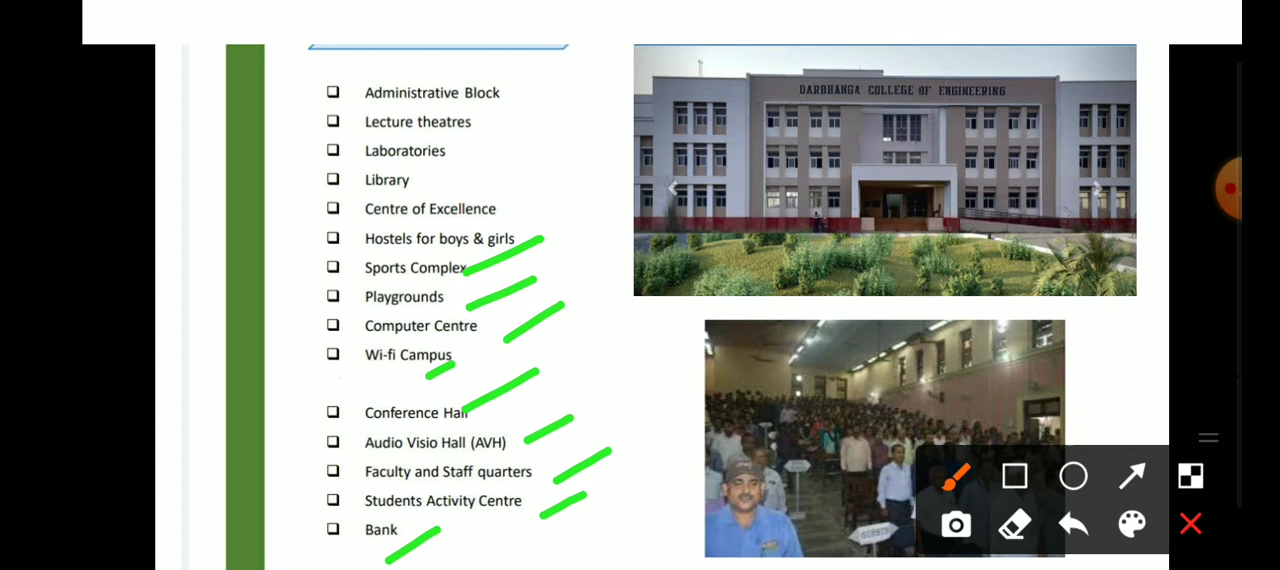 Administrative Block
Lecture theatres
Laboratories
Library
Centre of Excellence
Hostels for boys & girls
Sports Complex
Playgrounds
Computer Centre
Wi-fi Campus
Conference Hall
Audio Visio Hall (AVH)
Faculty and Staff quarters
Students Activity Centre
Bank
DARBHANGA COLLEGE OF ENGINEERING